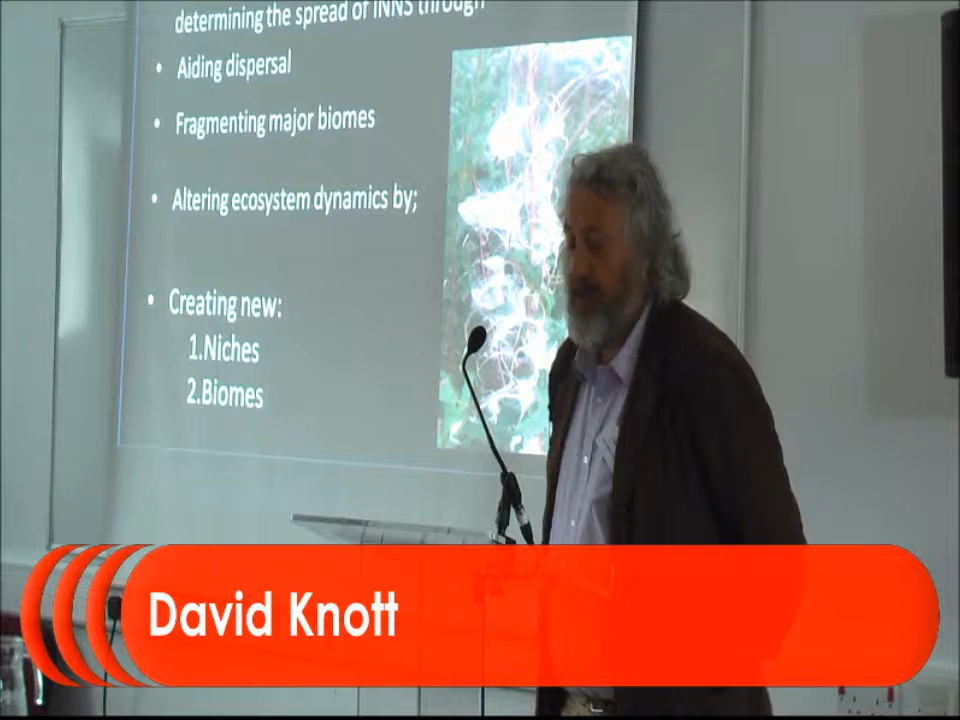 determining the spread of INNS through
• Aiding dispersal
• Fragmenting major biomes
• Altering ecosystem dynamics by;
• Creating new:
1.Niches
2.Biomes
David Knott